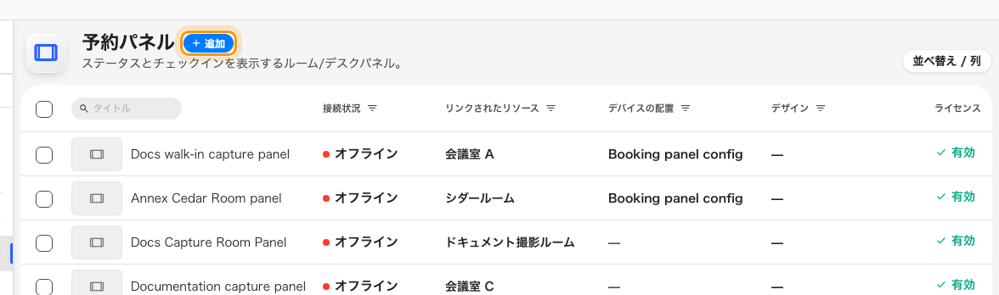 予約パネル
+ 追加
ステータスとチェックインを表示するルーム/デスクパネル。
並べ替え / 列
タイトル 接続状況 リンクされたリソース デバイスの配置 デザイン ライセンス
Docs walk-in capture panel オフライン 会議室 A Booking panel config — ✓ 有効
Annex Cedar Room panel オフライン シダールーム Booking panel config — ✓ 有効
Docs Capture Room Panel オフライン ドキュメント撮影ルーム — — ✓ 有効
Documentation capture panel オフライン 会議室 C — — ✓ 有効